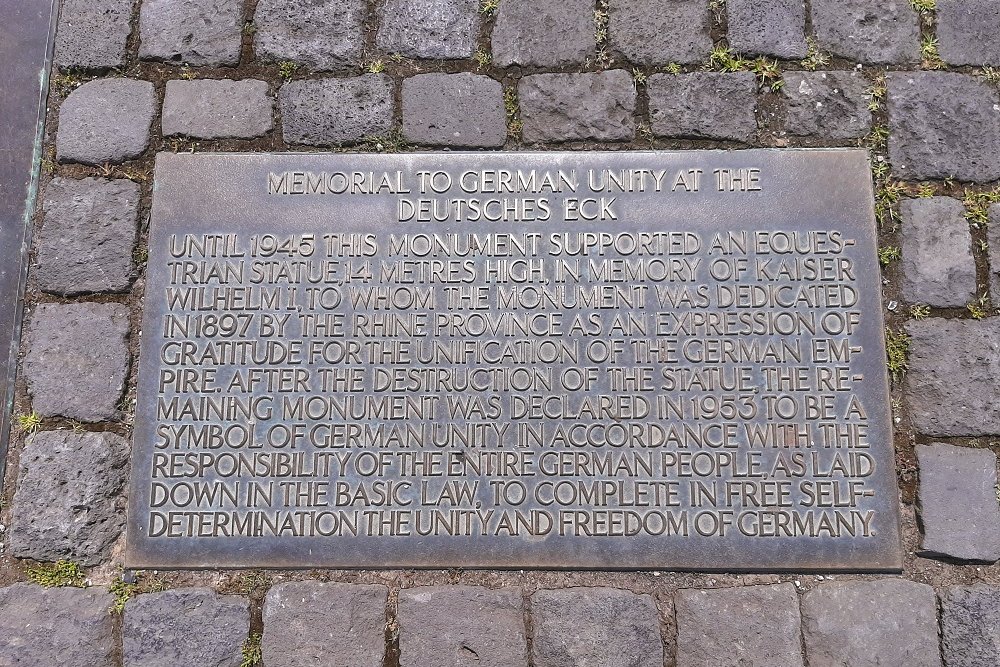 MEMORIAL TO GERMAN UNITY AT THE
DEUTSCHES ECK
UNTIL 1945 THIS MONUMENT SUPPORTED AN EQUES-
TRIAN STATUE, 14 METRES HIGH, IN MEMORY OF KAISER
WILHELM I., TO WHOM THE MONUMENT WAS DEDICATED
IN 1897 BY THE RHINE PROVINCE AS AN EXPRESSION OF
GRATITUDE FOR THE UNIFICATION OF THE GERMAN EM-
PIRE. AFTER THE DESTRUCTION OF THE STATUE, THE RE-
MAINING MONUMENT WAS DECLARED IN 1953 TO BE A
SYMBOL OF GERMAN UNITY IN ACCORDANCE WITH THE
RESPONSIBILITY OF THE ENTIRE GERMAN PEOPLE, AS LAID
DOWN IN THE BASIC LAW, TO COMPLETE IN FREE SELF-
DETERMINATION THE UNITY AND FREEDOM OF GERMANY.